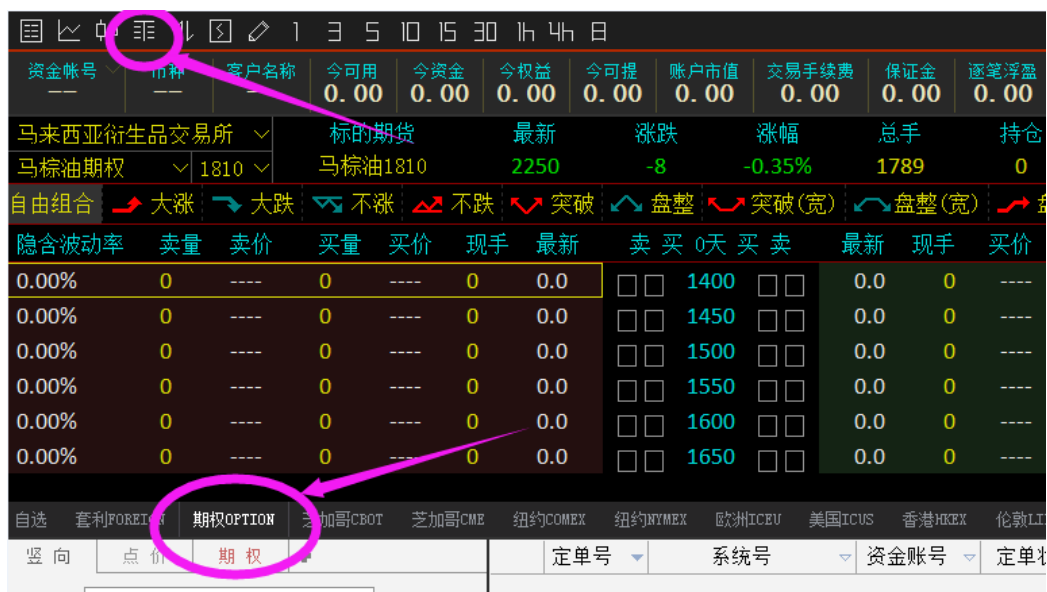 1 3 5 10 15 30 1h 4h 日
资金帐号 币种 客户名称 今可用 今资金 今权益 今可提 账户市值 交易手续费 保证金 逐笔浮盈
—— —— — 0.00 0.00 0.00 0.00 0.00 0.00 0.00 0.00
马来西亚衍生品交易所 标的期货 最新 涨跌 涨幅 总手 持仓
马棕油期权 1810 马棕油1810 2250 -8 -0.35% 1789 0
自由组合 大涨 大跌 不涨 不跌 突破 盘整 突破(宽) 盘整(宽)
隐含波动率 卖量 卖价 买量 买价 现手 最新 卖 买 0天 买 卖 最新 现手 买价
0.00% 0 ---- 0 ---- 0 0.0 1400 0.0 0 ----
0.00% 0 ---- 0 ---- 0 0.0 1450 0.0 0 ----
0.00% 0 ---- 0 ---- 0 0.0 1500 0.0 0 ----
0.00% 0 ---- 0 ---- 0 0.0 1550 0.0 0 ----
0.00% 0 ---- 0 ---- 0 0.0 1600 0.0 0 ----
0.00% 0 ---- 0 ---- 0 0.0 1650 0.0 0 ----
自选 套利FOREIGN 期权OPTION 芝加哥CBOT 芝加哥CME 纽约COMEX 纽约NYMEX 欧洲ICEU 美国ICUS 香港HKEX 伦敦
竖向 点价 期权 定单号 系统号 资金账号 定单